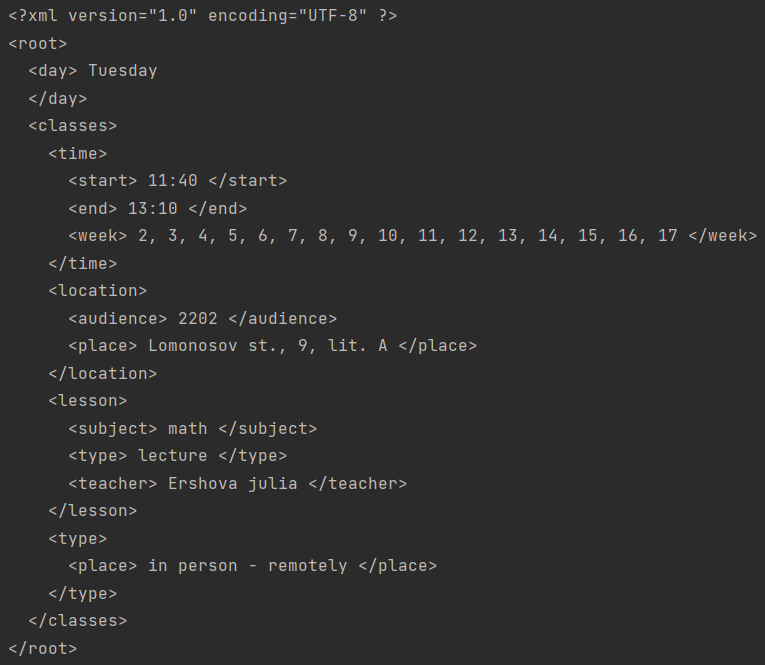 <?xml version="1.0" encoding="UTF-8" ?>
<root>
  <day> Tuesday
  </day>
  <classes>
    <time>
      <start> 11:40 </start>
      <end> 13:10 </end>
      <week> 2, 3, 4, 5, 6, 7, 8, 9, 10, 11, 12, 13, 14, 15, 16, 17 </week>
    </time>
    <location>
      <audience> 2202 </audience>
      <place> Lomonosov st., 9, lit. A </place>
    </location>
    <lesson>
      <subject> math </subject>
      <type> lecture </type>
      <teacher> Ershova julia </teacher>
    </lesson>
    <type>
      <place> in person - remotely </place>
    </type>
  </classes>
</root>